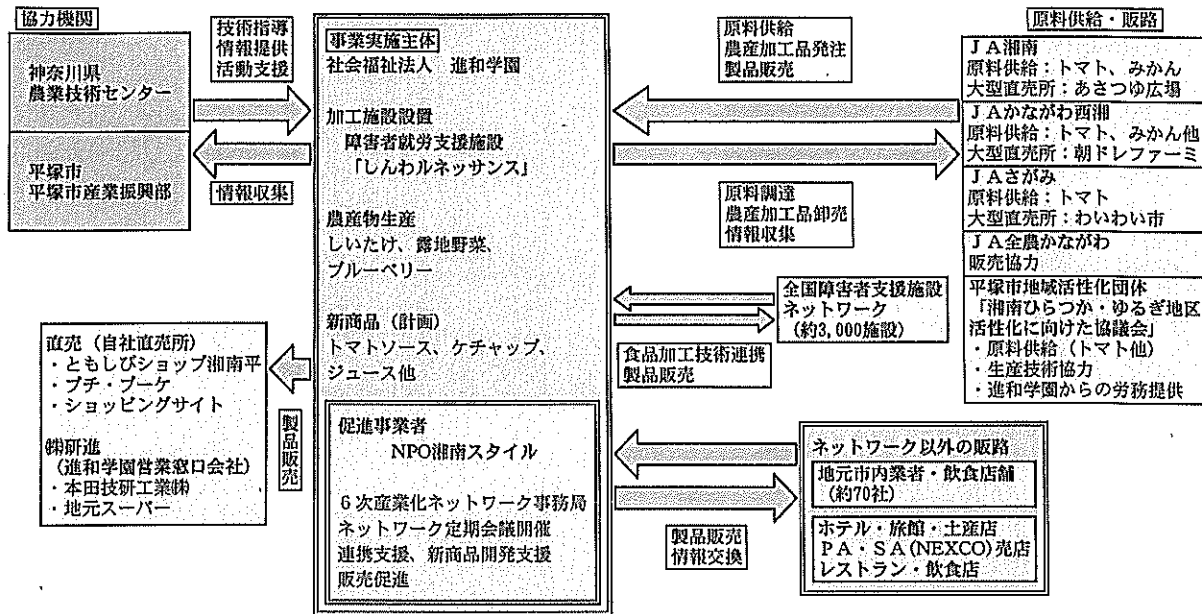 協力機関
神奈川県
農業技術センター
平塚市
平塚市産業振興部
技術指導
情報提供
活動支援
情報収集
事業実施主体
社会福祉法人 進和学園
加工施設設置
障害者就労支援施設
「しんわルネッサンス」
農産物生産
しいたけ、露地野菜、
ブルーベリー
新商品(計画)
トマトソース、ケチャップ、
ジュース他
促進事業者
NPO湘南スタイル
6次産業化ネットワーク事務局
ネットワーク定期会議開催
連携支援、新商品開発支援
販売促進
原料供給
農産加工品発注
製品販売
原料調達
農産加工品卸売
情報収集
原料供給・販路
JA湘南
原料供給:トマト、みかん
大型直売所:あさつゆ広場
JAかながわ西湘
原料供給:トマト、みかん他
大型直売所:朝ドレファーミ
JAさがみ
原料供給:トマト
大型直売所:わいわい市
JA全農かながわ
販売協力
平塚市地域活性化団体
「湘南ひらつか・ゆるぎ地区
活性化に向けた協議会」
・原料供給(トマト他)
・生産技術協力
・進和学園からの労務提供
全国障害者支援施設
ネットワーク
(約3,000施設)
食品加工技術連携
製品販売
直売(自社直売所)
・ともしびショップ湘南平
・プチ・ブーケ
・ショッピングサイト
㈱研進
(進和学園営業窓口会社)
・本田技研工業㈱
・地元スーパー
製品販売
製品販売
情報交換
ネットワーク以外の販路
地元市内業者・飲食店舗
(約70社)
ホテル・旅館・土産店
PA・SA(NEXCO)売店
レストラン・飲食店